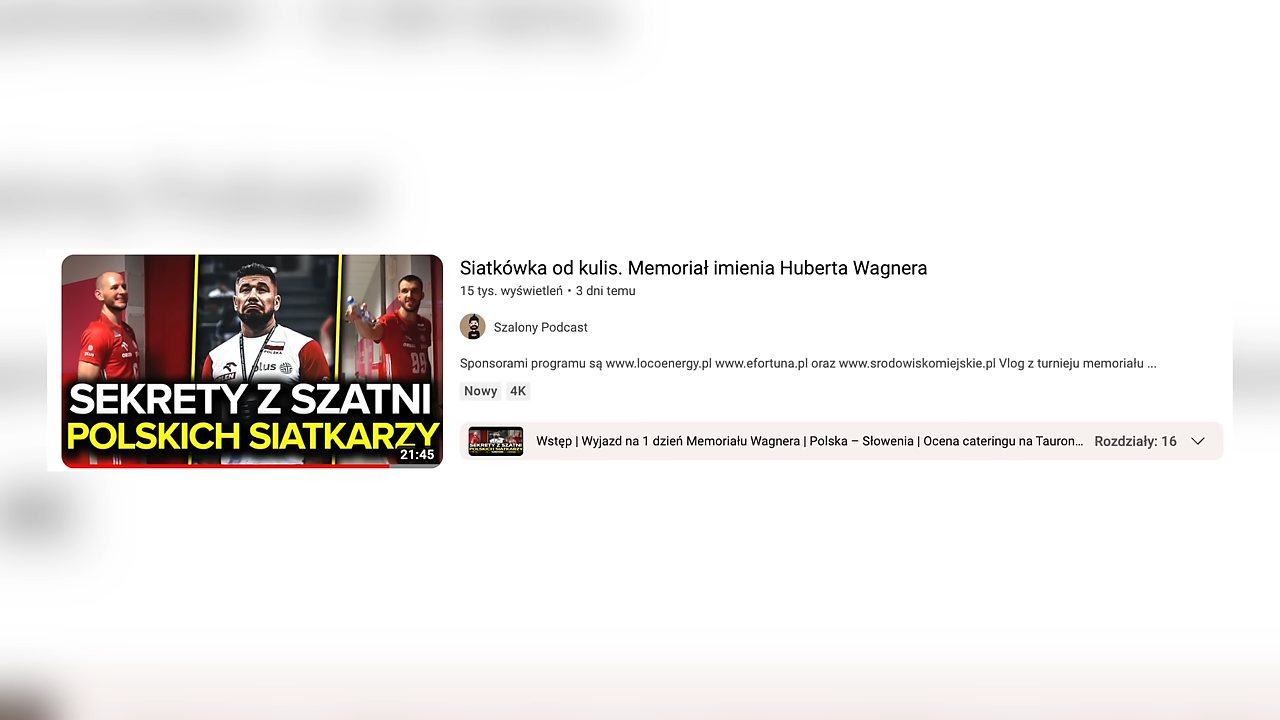 SEKRETY Z SZATNI
POLSKICH SIATKARZY
21:45
Siatkówka od kulis. Memoriał imienia Huberta Wagnera
15 tys. wyświetleń • 3 dni temu
Szalony Podcast
Sponsorami programu są www.locoenergy.pl www.efortuna.pl oraz www.srodowiskomiejskie.pl Vlog z turnieju memoriału ...
Nowy 4K
Wstęp | Wyjazd na 1 dzień Memoriału Wagnera | Polska – Słowenia | Ocena cateringu na Tauron... Rozdziały: 16